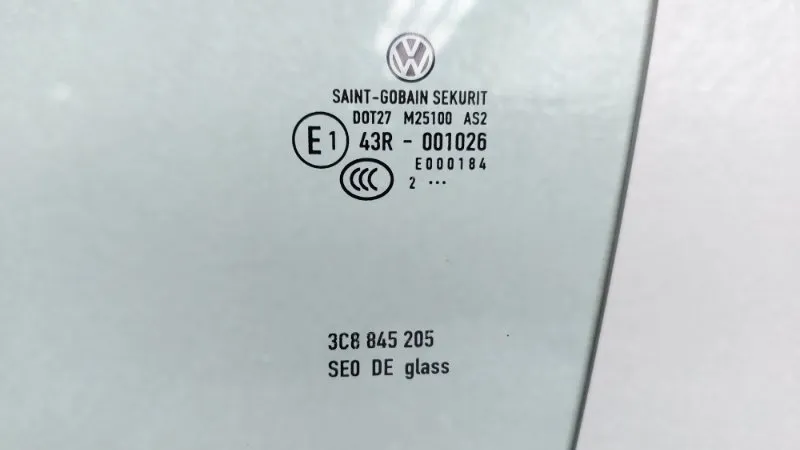 SAINT-GOBAIN SEKURIT
DOT27 M25100 AS2
E1 43R - 001026
E000184
CCC 2 ...
3C8 845 205
SEO DE glass